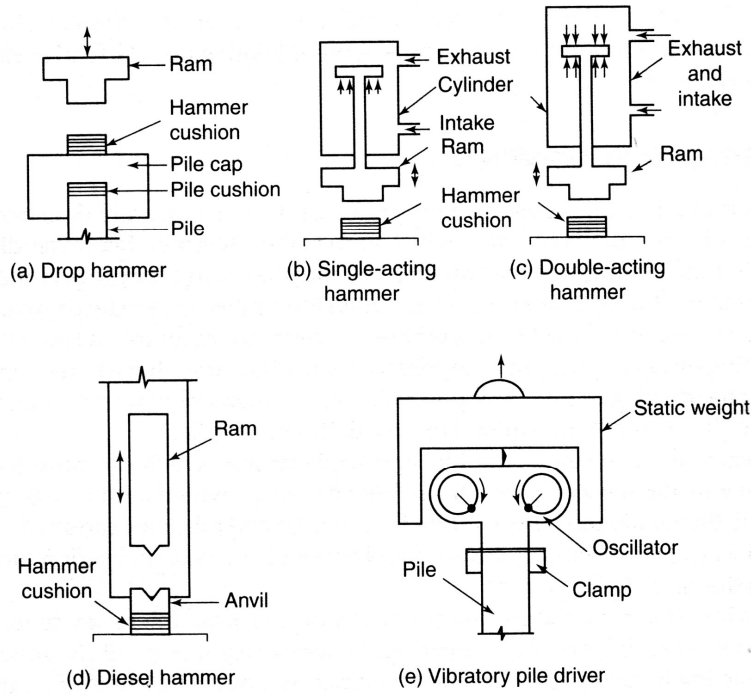 Ram
Hammer
cushion
Pile cap
Pile cushion
Pile
(a) Drop hammer
Exhaust
Cylinder
Intake
Ram
Hammer
cushion
(b) Single-acting
hammer
Exhaust
and
intake
Ram
(c) Double-acting
hammer
Ram
Hammer
cushion
Anvil
(d) Diesel hammer
Static weight
Oscillator
Pile
Clamp
(e) Vibratory pile driver